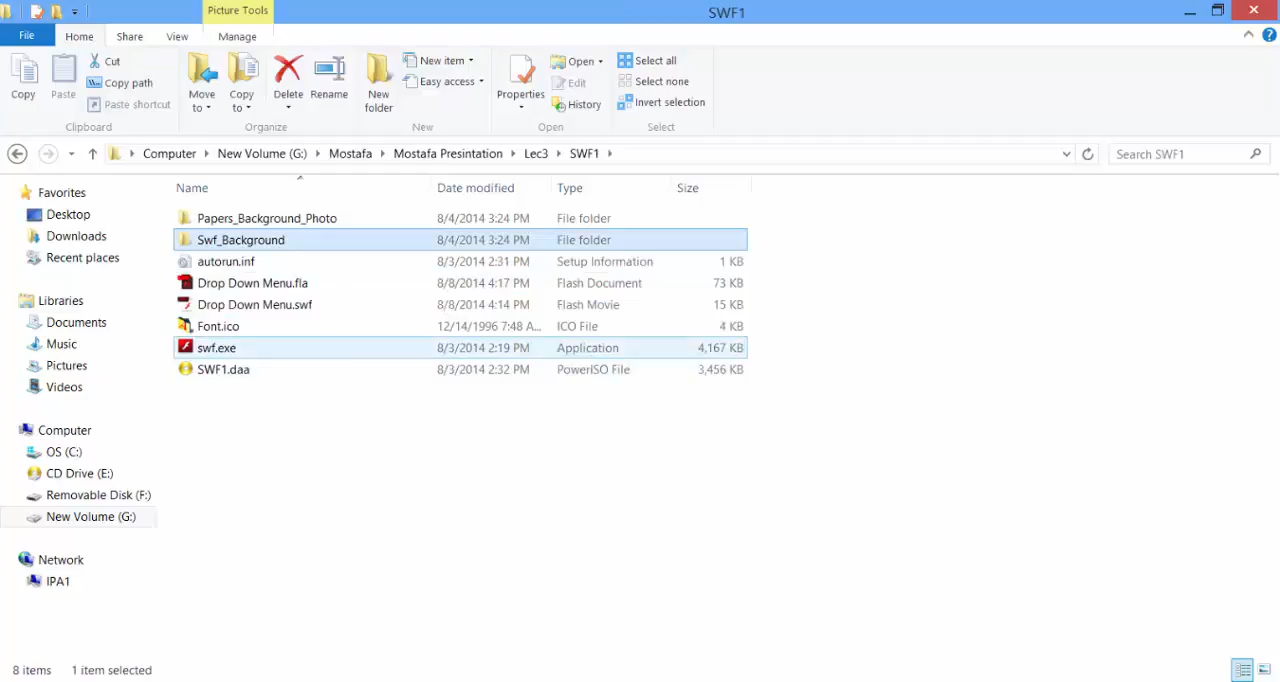 Picture Tools
SWF1
File Home Share View Manage
Copy
Paste
Cut
Copy path
Paste shortcut
Clipboard
Move to
Copy to
Delete
Rename
Organize
New folder
New item
Easy access
New
Properties
Open
Edit
History
Open
Select all
Select none
Invert selection
Select
Computer New Volume (G:) Mostafa Mostafa Presintation Lec3 SWF1
Search SWF1
Name Date modified Type Size
Papers_Background_Photo 8/4/2014 3:24 PM File folder
Swf_Background 8/4/2014 3:24 PM File folder
autorun.inf 8/3/2014 2:31 PM Setup Information 1 KB
Drop Down Menu.fla 8/8/2014 4:17 PM Flash Document 73 KB
Drop Down Menu.swf 8/8/2014 4:14 PM Flash Movie 15 KB
Font.ico 12/14/1996 7:48 A... ICO File 4 KB
swf.exe 8/3/2014 2:19 PM Application 4,167 KB
SWF1.daa 8/3/2014 2:32 PM PowerISO File 3,456 KB
Favorites
Desktop
Downloads
Recent places
Libraries
Documents
Music
Pictures
Videos
Computer
OS (C:)
CD Drive (E:)
Removable Disk (F:)
New Volume (G:)
Network
IPA1
8 items 1 item selected